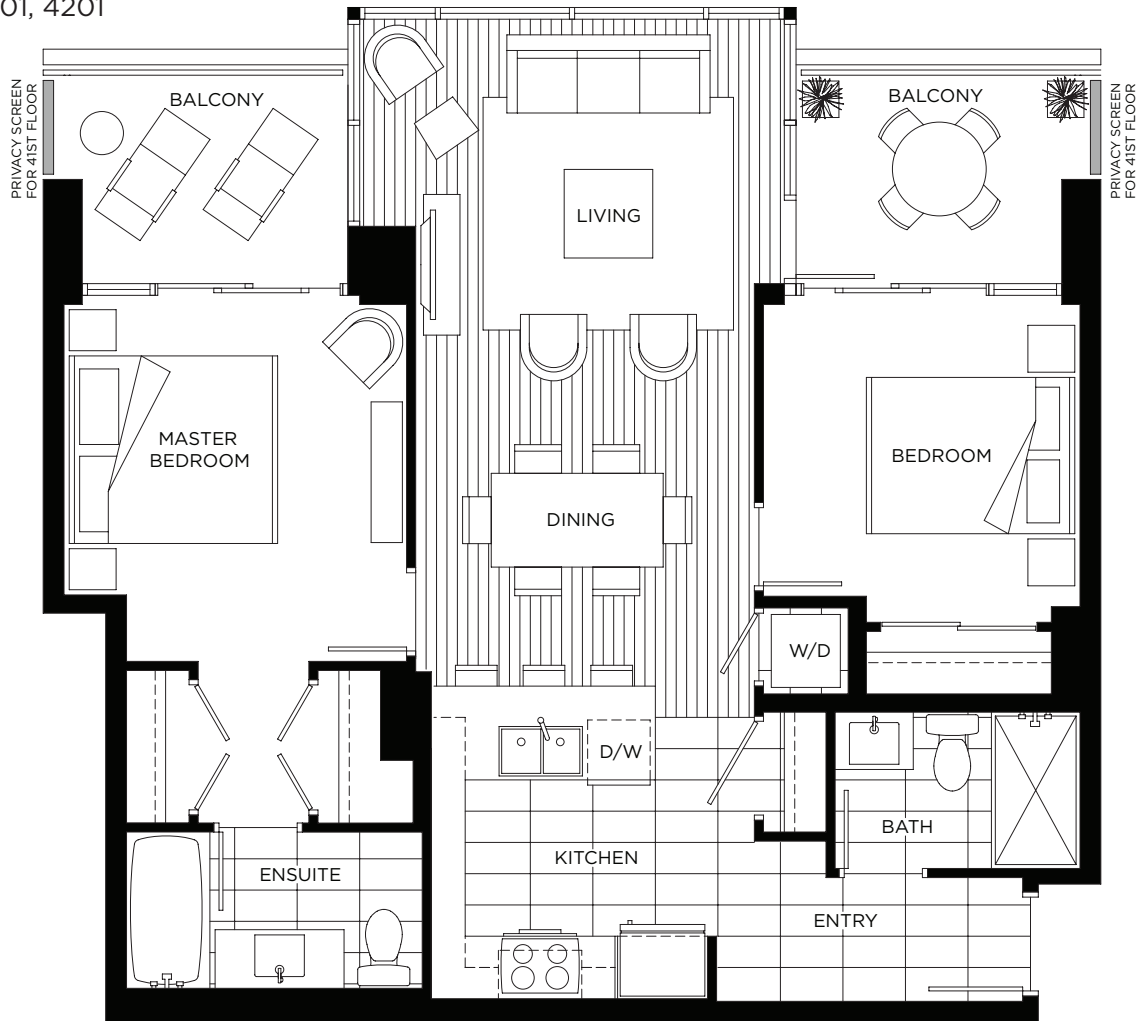 01, 4201
PRIVACY SCREEN
FOR 41ST FLOOR
BALCONY
BALCONY
PRIVACY SCREEN
FOR 41ST FLOOR
LIVING
MASTER
BEDROOM
BEDROOM
DINING
W/D
D/W
BATH
KITCHEN
ENSUITE
ENTRY